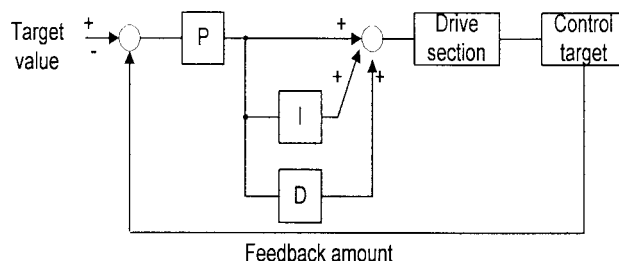 Target
value
+
-
P
+
+
+
I
D
Drive
section
Control
target
Feedback amount